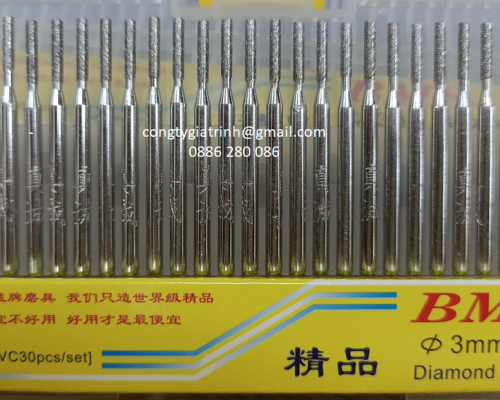 congtygiatrinh@gmail.com
0886 280 086
牌磨具 我们只造世界级精品
不好用 好用才是最便宜
VC30pcs/set]
精品
BM
Φ 3mm
Diamond